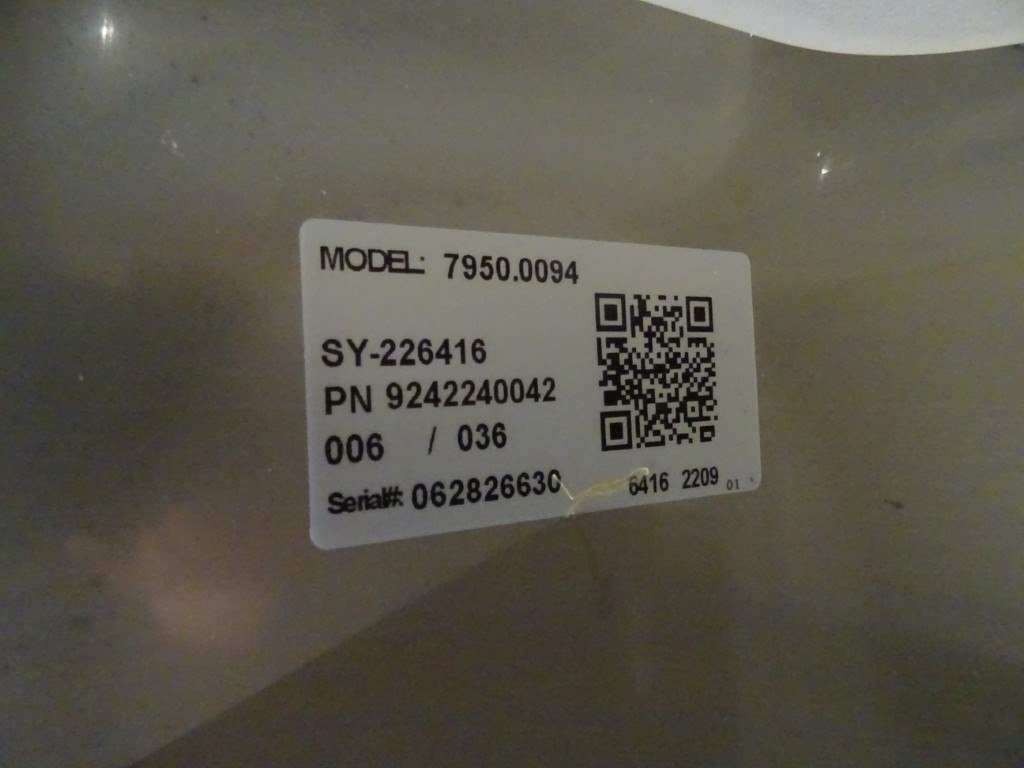 MODEL: 7950.0094
SY-226416
PN 9242240042
006 / 036
Serial#: 062826630 6416 2209 01